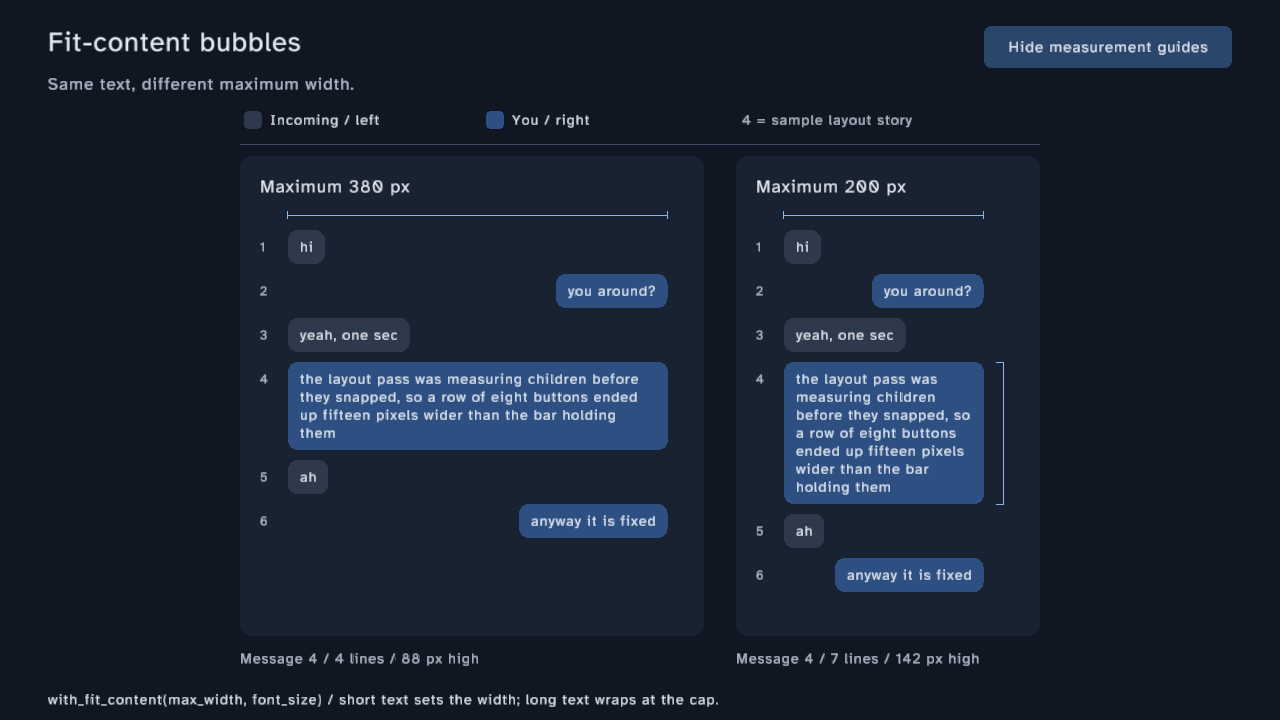 Fit-content bubbles
Hide measurement guides
Same text, different maximum width.
Incoming / left
You / right
4 = sample layout story
Maximum 380 px
1
hi
2
you around?
3
yeah, one sec
4
the layout pass was measuring children before
they snapped, so a row of eight buttons ended
up fifteen pixels wider than the bar holding
them
5
ah
6
anyway it is fixed
Message 4 / 4 lines / 88 px high
Maximum 200 px
1
hi
2
you around?
3
yeah, one sec
4
the layout pass was
measuring children
before they snapped, so
a row of eight buttons
ended up fifteen pixels
wider than the bar
holding them
5
ah
6
anyway it is fixed
Message 4 / 7 lines / 142 px high
with_fit_content(max_width, font_size) / short text sets the width; long text wraps at the cap.